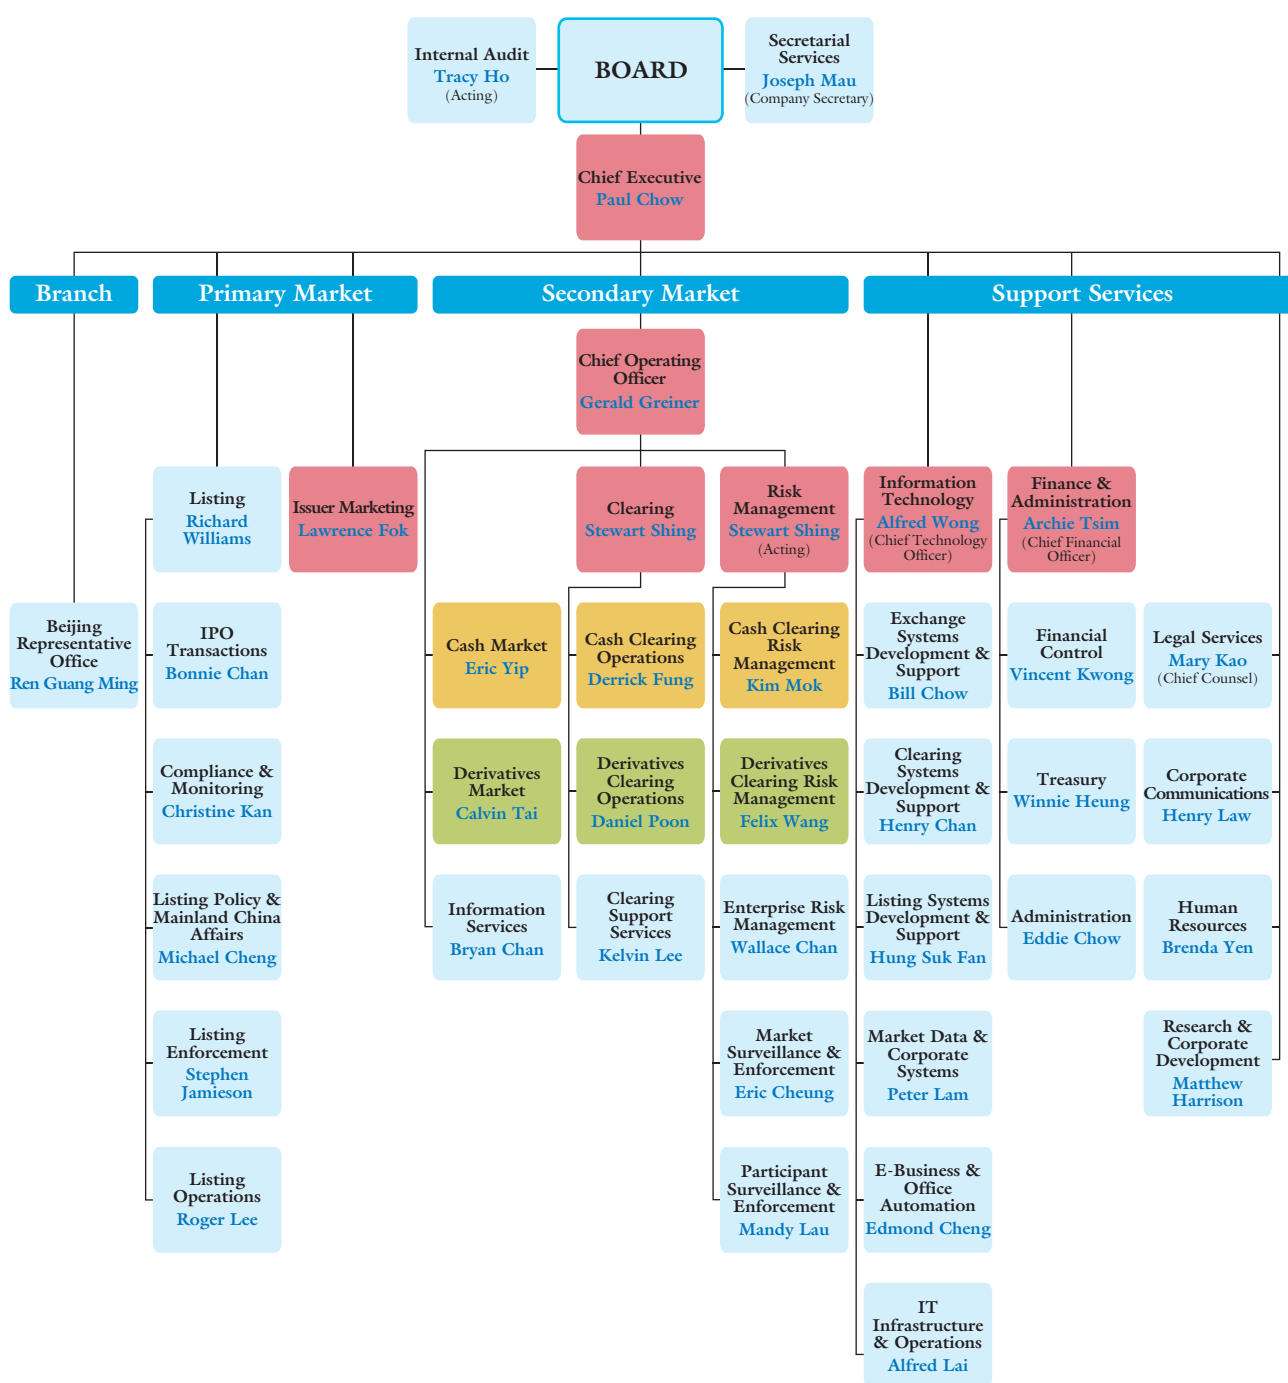 Internal Audit
Tracy Ho
(Acting)
BOARD
Secretarial
Services
Joseph Mau
(Company Secretary)
Chief Executive
Paul Chow
Branch
Primary Market
Secondary Market
Support Services
Chief Operating
Officer
Gerald Greiner
Listing
Richard
Williams
Issuer Marketing
Lawrence Fok
Clearing
Stewart Shing
Risk
Management
Stewart Shing
(Acting)
Information
Technology
Alfred Wong
(Chief Technology
Officer)
Finance &
Administration
Archie Tsim
(Chief Financial
Officer)
Beijing
Representative
Office
Ren Guang Ming
IPO
Transactions
Bonnie Chan
Cash Market
Eric Yip
Cash Clearing
Operations
Derrick Fung
Cash Clearing
Risk
Management
Kim Mok
Exchange
Systems
Development &
Support
Bill Chow
Financial
Control
Vincent Kwong
Legal Services
Mary Kao
(Chief Counsel)
Compliance &
Monitoring
Christine Kan
Derivatives
Market
Calvin Tai
Derivatives
Clearing
Operations
Daniel Poon
Derivatives
Clearing Risk
Management
Felix Wang
Clearing
Systems
Development &
Support
Henry Chan
Treasury
Winnie Heung
Corporate
Communications
Henry Law
Listing Policy &
Mainland China
Affairs
Michael Cheng
Information
Services
Bryan Chan
Clearing
Support
Services
Kelvin Lee
Enterprise Risk
Management
Wallace Chan
Listing Systems
Development &
Support
Hung Suk Fan
Administration
Eddie Chow
Human
Resources
Brenda Yen
Listing
Enforcement
Stephen
Jamieson
Market
Surveillance &
Enforcement
Eric Cheung
Market Data &
Corporate
Systems
Peter Lam
Research &
Corporate
Development
Matthew
Harrison
Listing
Operations
Roger Lee
Participant
Surveillance &
Enforcement
Mandy Lau
E-Business &
Office
Automation
Edmond Cheng
IT
Infrastructure
& Operations
Alfred Lai